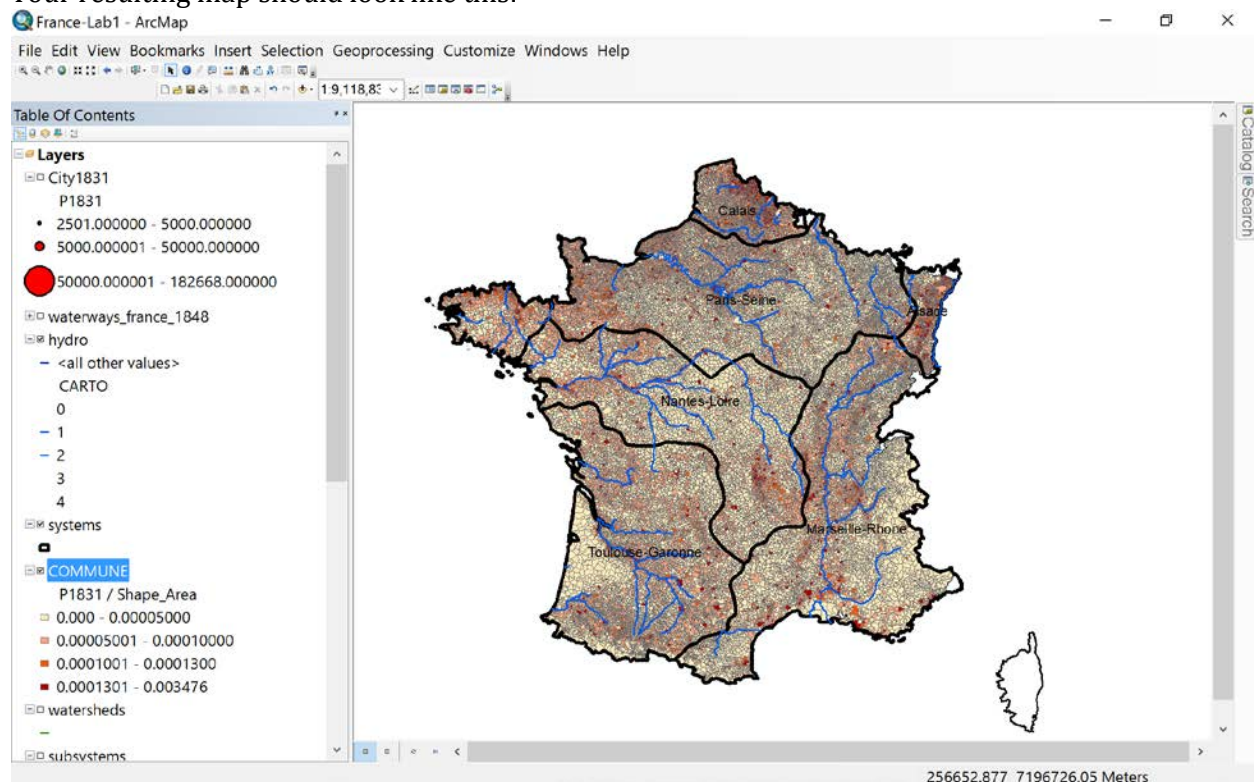 Your resulting map should look like this:
France-Lab1 - ArcMap
File Edit View Bookmarks Insert Selection Geoprocessing Customize Windows Help
1:9,118,83
Table Of Contents
Layers
City1831
P1831
2501.000000 - 5000.000000
5000.000001 - 50000.000000
50000.000001 - 182668.000000
waterways_france_1848
hydro
<all other values>
CARTO
0
1
2
3
4
systems
COMMUNE
P1831 / Shape_Area
0.000 - 0.00005000
0.00005001 - 0.00010000
0.0001001 - 0.0001300
0.0001301 - 0.003476
watersheds
subsystems
Calais
Paris-Seine
Alsace
Nantes-Loire
Marseille-Rhone
Toulouse-Garonne
Catalog
Search
256652.877 7196726.05 Meters